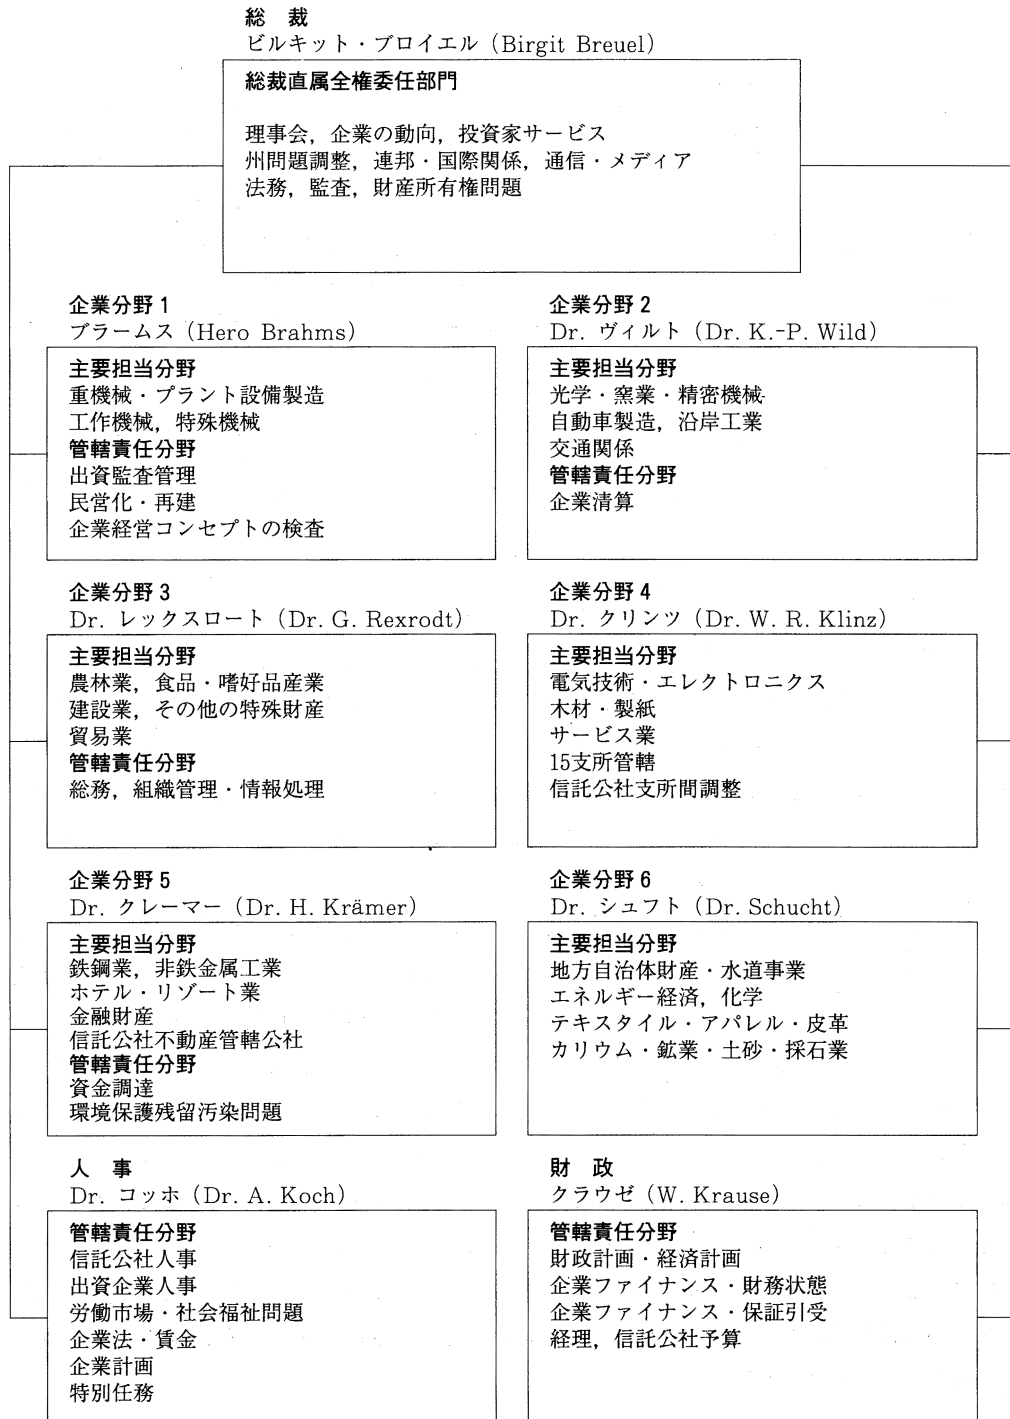 総　裁
ビルキット・ブロイエル（Birgit Breuel）
総裁直属全権委任部門
理事会，企業の動向，投資家サービス
州問題調整，連邦・国際関係，通信・メディア
法務，監査，財産所有権問題
企業分野 1
ブラームス（Hero Brahms）
主要担当分野
重機械・プラント設備製造
工作機械，特殊機械
管轄責任分野
出資監査管理
民営化・再建
企業経営コンセプトの検査
企業分野 2
Dr. ヴィルト（Dr. K.-P. Wild）
主要担当分野
光学・窯業・精密機械
自動車製造，沿岸工業
交通関係
管轄責任分野
企業清算
企業分野 3
Dr. レックスロート（Dr. G. Rexrodt）
主要担当分野
農林業，食品・嗜好品産業
建設業，その他の特殊財産
貿易業
管轄責任分野
総務，組織管理・情報処理
企業分野 4
Dr. クリンツ（Dr. W. R. Klinz）
主要担当分野
電気技術・エレクトロニクス
木材・製紙
サービス業
15支所管轄
信託公社支所間調整
企業分野 5
Dr. クレーマー（Dr. H. Krämer）
主要担当分野
鉄鋼業，非鉄金属工業
ホテル・リゾート業
金融財産
信託公社不動産管轄公社
管轄責任分野
資金調達
環境保護残留汚染問題
企業分野 6
Dr. シュフト（Dr. Schucht）
主要担当分野
地方自治体財産・水道事業
エネルギー経済，化学
テキスタイル・アパレル・皮革
カリウム・鉱業・土砂・採石業
人　事
Dr. コッホ（Dr. A. Koch）
管轄責任分野
信託公社人事
出資企業人事
労働市場・社会福祉問題
企業法・賃金
企業計画
特別任務
財　政
クラウゼ（W. Krause）
管轄責任分野
財政計画・経済計画
企業ファイナンス・財務状態
企業ファイナンス・保証引受
経理，信託公社予算